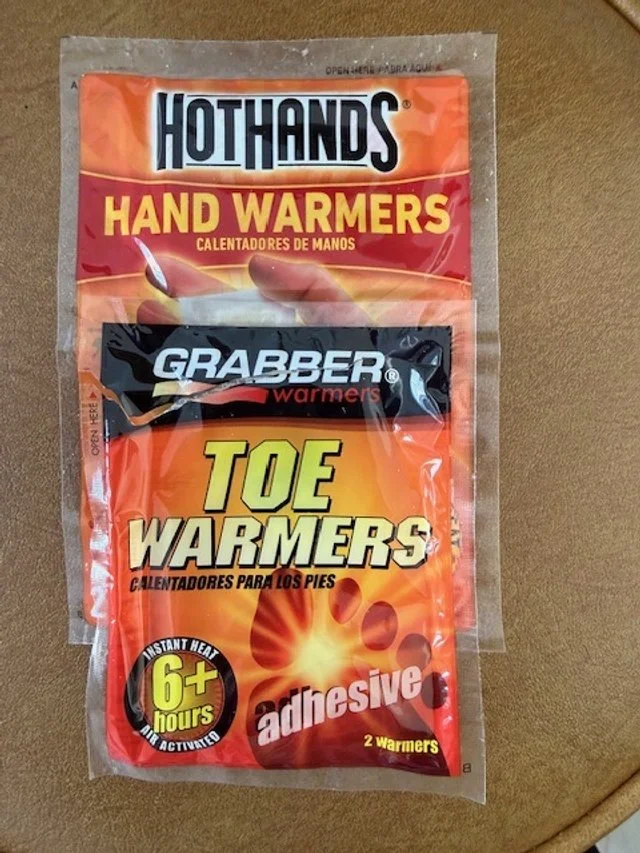 OPEN HERE / ABRA AQUI
A
HOTHANDS®
HAND WARMERS
CALENTADORES DE MANOS
OPEN HERE
GRABBER®
warmers
TOE
WARMERS
CALENTADORES PARA LOS PIES
INSTANT HEAT
6+
hours
AIR ACTIVATED
adhesive
2 warmers